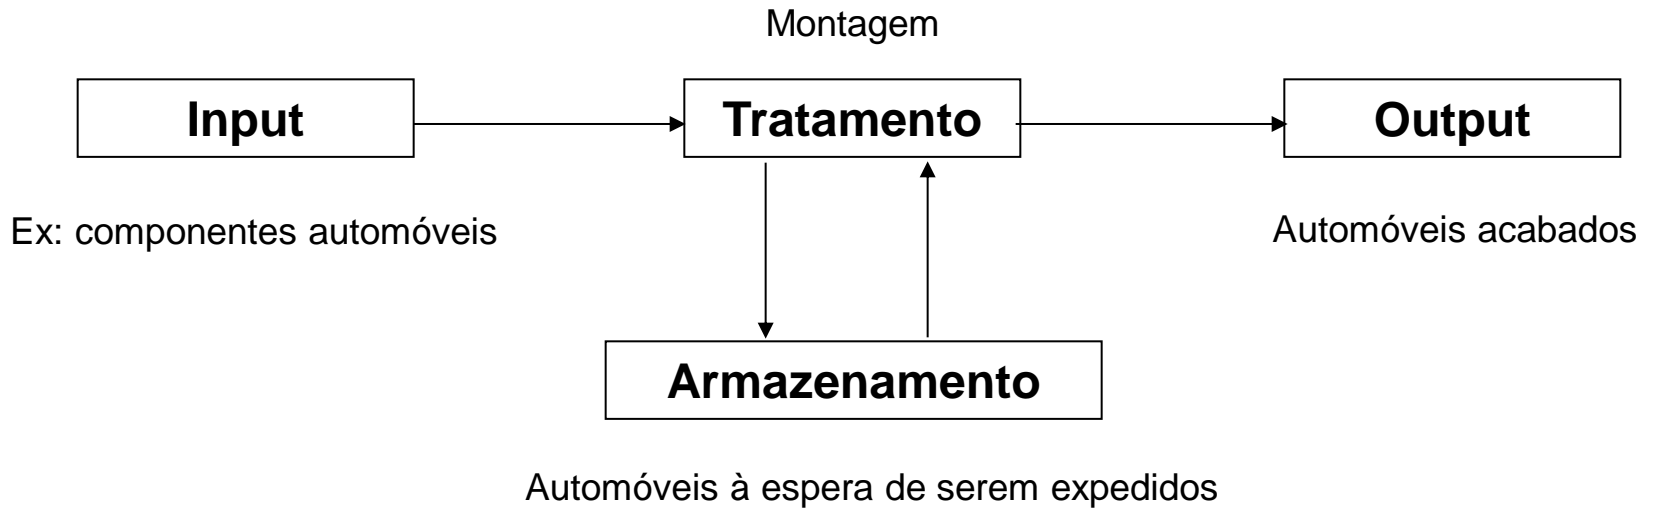 Montagem
Input
Tratamento
Output
Ex: componentes automóveis
Automóveis acabados
Armazenamento
Automóveis à espera de serem expedidos